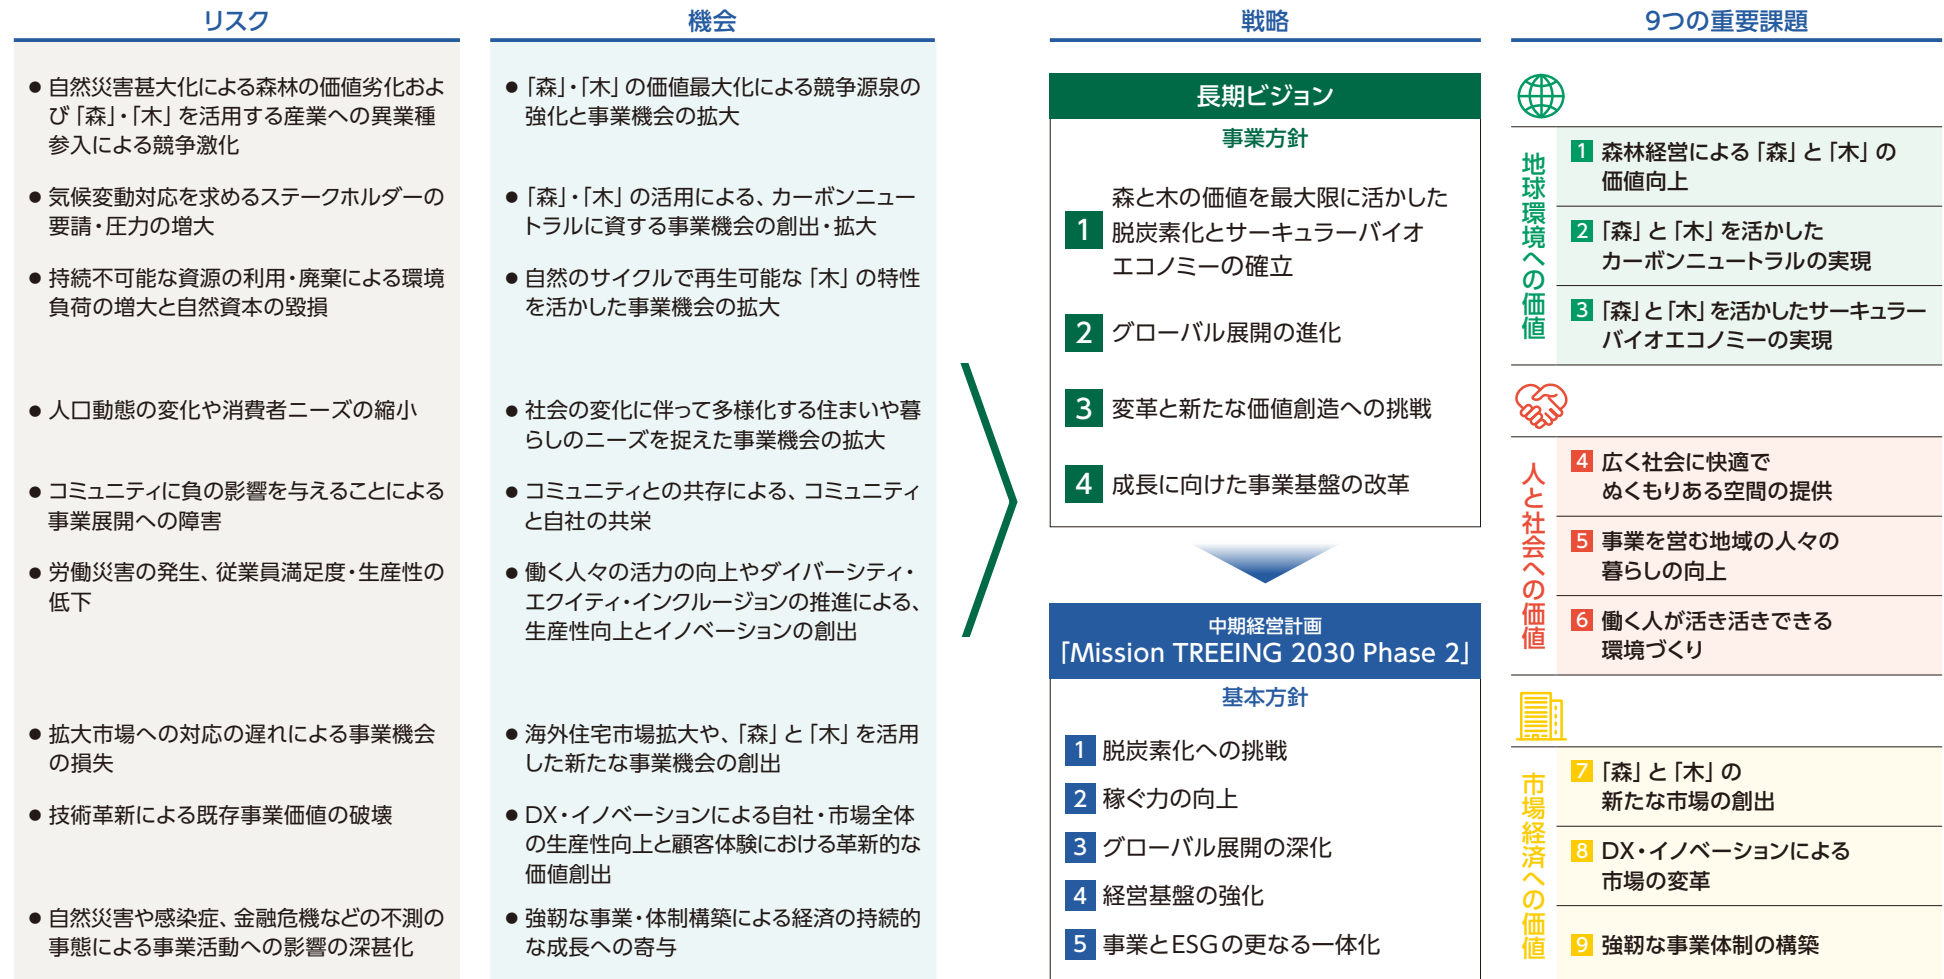 リスク
● 自然災害甚大化による森林の価値劣化およ
び「森」・「木」を活用する産業への異業種
参入による競争激化
● 気候変動対応を求めるステークホルダーの
要請・圧力の増大
● 持続不可能な資源の利用・廃棄による環境
負荷の増大と自然資本の毀損
● 人口動態の変化や消費者ニーズの縮小
● コミュニティに負の影響を与えることによる
事業展開への障害
● 労働災害の発生、従業員満足度・生産性の
低下
● 拡大市場への対応の遅れによる事業機会
の損失
● 技術革新による既存事業価値の破壊
● 自然災害や感染症、金融危機などの不測の
事態による事業活動への影響の深甚化
機会
● 「森」・「木」の価値最大化による競争源泉の
強化と事業機会の拡大
● 「森」・「木」の活用による、カーボンニュー
トラルに資する事業機会の創出・拡大
● 自然のサイクルで再生可能な「木」の特性
を活かした事業機会の拡大
● 社会の変化に伴って多様化する住まいや暮
らしのニーズを捉えた事業機会の拡大
● コミュニティとの共存による、コミュニティ
と自社の共栄
● 働く人々の活力の向上やダイバーシティ・
エクイティ・インクルージョンの推進による、
生産性向上とイノベーションの創出
● 海外住宅市場拡大や、「森」と「木」を活用
した新たな事業機会の創出
● DX・イノベーションによる自社・市場全体
の生産性向上と顧客体験における革新的な
価値創出
● 強靭な事業・体制構築による経済の持続的
な成長への寄与
戦略
長期ビジョン
事業方針
1 森と木の価値を最大限に活かした
脱炭素化とサーキュラーバイオ
エコノミーの確立
2 グローバル展開の進化
3 変革と新たな価値創造への挑戦
4 成長に向けた事業基盤の改革
中期経営計画
「Mission TREEING 2030 Phase 2」
基本方針
1 脱炭素化への挑戦
2 稼ぐ力の向上
3 グローバル展開の深化
4 経営基盤の強化
5 事業とESGの更なる一体化
9つの重要課題
地球環境への価値
1 森林経営による「森」と「木」の
価値向上
2 「森」と「木」を活かした
カーボンニュートラルの実現
3 「森」と「木」を活かしたサーキュラー
バイオエコノミーの実現
人と社会への価値
4 広く社会に快適で
ぬくもりある空間の提供
5 事業を営む地域の人々の
暮らしの向上
6 働く人が活き活きできる
環境づくり
市場経済への価値
7 「森」と「木」の
新たな市場の創出
8 DX・イノベーションによる
市場の変革
9 強靭な事業体制の構築